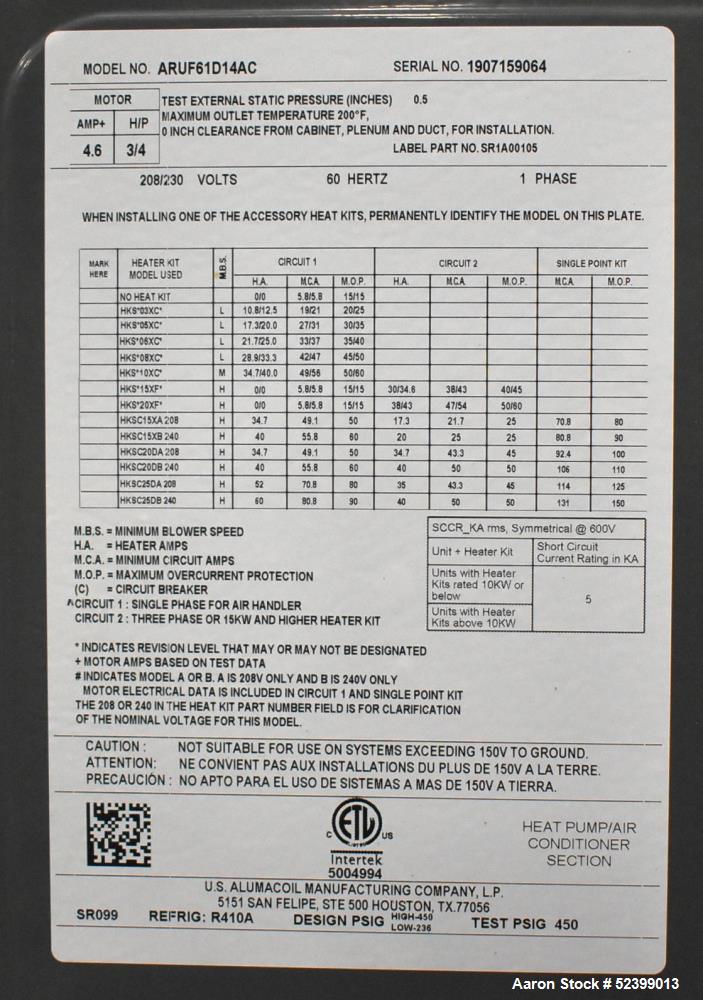 MODEL NO. ARUF61D14AC SERIAL NO. 1907159064
MOTOR TEST EXTERNAL STATIC PRESSURE (INCHES) 0.5
AMP+ H/P MAXIMUM OUTLET TEMPERATURE 200°F,
0 INCH CLEARANCE FROM CABINET, PLENUM AND DUCT, FOR INSTALLATION.
4.6 3/4 LABEL PART NO. SR1A00105
208/230 VOLTS 60 HERTZ 1 PHASE
WHEN INSTALLING ONE OF THE ACCESSORY HEAT KITS, PERMANENTLY IDENTIFY THE MODEL ON THIS PLATE.
MARK HERE HEATER KIT MODEL USED M.B.S. CIRCUIT 1 CIRCUIT 2 SINGLE POINT KIT
H.A. M.C.A. M.O.P. H.A. M.C.A. M.O.P. M.C.A. M.O.P.
NO HEAT KIT 0/0 5.8/5.8 15/15
HKS*03XC* L 10.8/12.5 19/21 20/25
HKS*05XC* L 17.3/20.0 27/31 30/35
HKS*06XC* L 21.7/25.0 33/37 35/40
HKS*08XC* L 28.9/33.3 42/47 45/50
HKS*10XC* M 34.7/40.0 49/56 50/60
HKS*15XF* H 0/0 5.8/5.8 15/15 30/34.6 38/43 40/45
HKS*20XF* H 0/0 5.8/5.8 15/15 38/43 47/54 50/60
HKSC15XA 208 H 34.7 49.1 50 17.3 21.7 25 70.8 80
HKSC15XB 240 H 40 55.8 60 20 25 25 80.8 90
HKSC20DA 208 H 34.7 49.1 50 34.7 43.3 45 92.4 100
HKSC20DB 240 H 40 55.8 60 40 50 50 106 110
HKSC25DA 208 H 52 70.8 80 35 43.3 45 114 125
HKSC25DB 240 H 60 80.8 90 40 50 50 131 150
M.B.S. = MINIMUM BLOWER SPEED
H.A. = HEATER AMPS
M.C.A. = MINIMUM CIRCUIT AMPS
M.O.P. = MAXIMUM OVERCURRENT PROTECTION
(C) = CIRCUIT BREAKER
^CIRCUIT 1 : SINGLE PHASE FOR AIR HANDLER
CIRCUIT 2 : THREE PHASE OR 15KW AND HIGHER HEATER KIT
SCCR_KA rms, Symmetrical @ 600V
Unit + Heater Kit Short Circuit
Current Rating in KA
Units with Heater
Kits rated 10KW or
below
5
Units with Heater
Kits above 10KW
* INDICATES REVISION LEVEL THAT MAY OR MAY NOT BE DESIGNATED
+ MOTOR AMPS BASED ON TEST DATA
# INDICATES MODEL A OR B. A IS 208V ONLY AND B IS 240V ONLY
MOTOR ELECTRICAL DATA IS INCLUDED IN CIRCUIT 1 AND SINGLE POINT KIT
THE 208 OR 240 IN THE HEAT KIT PART NUMBER FIELD IS FOR CLARIFICATION
OF THE NOMINAL VOLTAGE FOR THIS MODEL.
CAUTION : NOT SUITABLE FOR USE ON SYSTEMS EXCEEDING 150V TO GROUND.
ATTENTION: NE CONVIENT PAS AUX INSTALLATIONS DU PLUS DE 150V A LA TERRE.
PRECAUCIÓN : NO APTO PARA EL USO DE SISTEMAS A MAS DE 150V A TIERRA.
ETL
C US
Intertek
5004994
HEAT PUMP/AIR
CONDITIONER
SECTION
U.S. ALUMACOIL MANUFACTURING COMPANY, L.P.
5151 SAN FELIPE, STE 500 HOUSTON, TX.77056
SR099 REFRIG: R410A DESIGN PSIG HIGH-450 LOW-236 TEST PSIG 450
Aaron Stock # 52399013